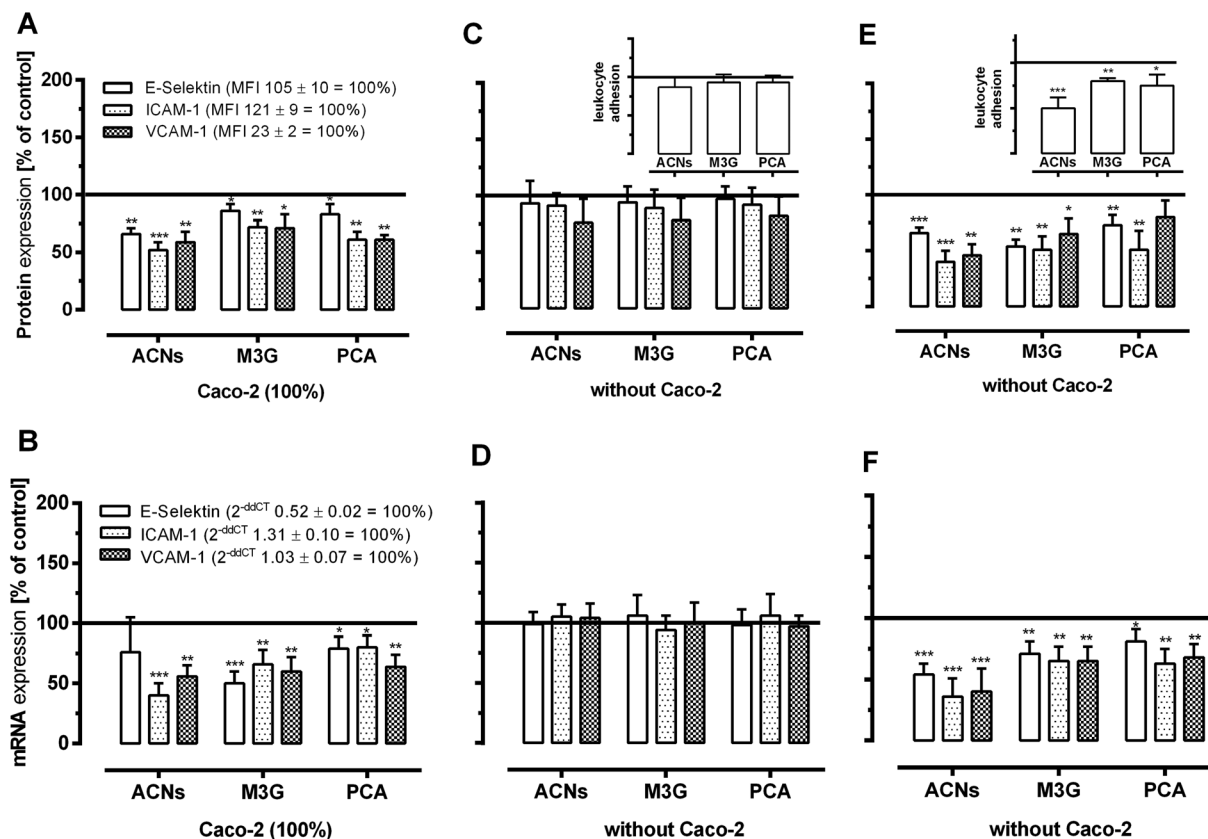 A
Protein expression [% of control]
200
150
100
50
0
E-Selektin (MFI 105 ± 10 = 100%)
ICAM-1 (MFI 121 ± 9 = 100%)
VCAM-1 (MFI 23 ± 2 = 100%)
** *** ** * ** * * ** **
ACNs M3G PCA
Caco-2 (100%)
C
leukocyte
adhesion
ACNs M3G PCA
ACNs M3G PCA
without Caco-2
E
leukocyte
adhesion
*** ** *
ACNs M3G PCA
*** *** ** ** ** * ** **
ACNs M3G PCA
without Caco-2
B
mRNA expression [% of control]
200
150
100
50
0
E-Selektin (2^-ddCT 0.52 ± 0.02 = 100%)
ICAM-1 (2^-ddCT 1.31 ± 0.10 = 100%)
VCAM-1 (2^-ddCT 1.03 ± 0.07 = 100%)
*** ** *** ** ** * * **
ACNs M3G PCA
Caco-2 (100%)
D
ACNs M3G PCA
without Caco-2
F
*** *** *** ** ** ** * ** **
ACNs M3G PCA
without Caco-2